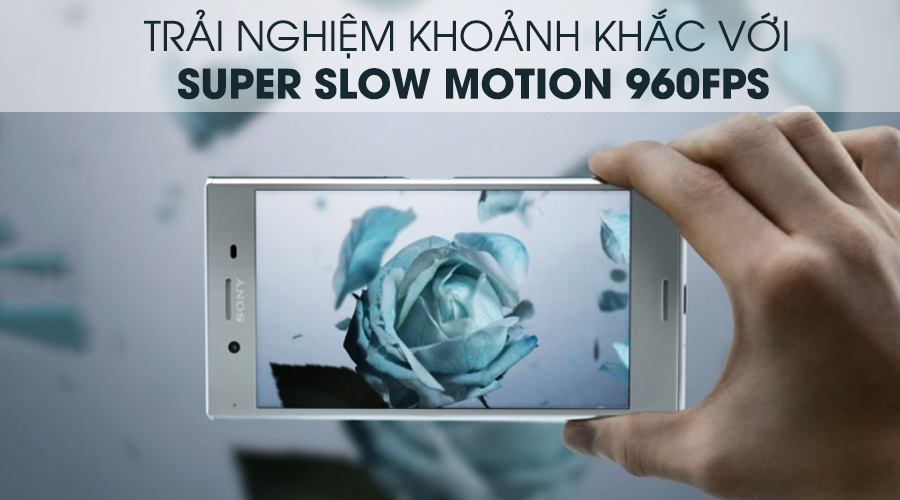 TRẢI NGHIỆM KHOẢNH KHẮC VỚI
SUPER SLOW MOTION 960FPS
SONY